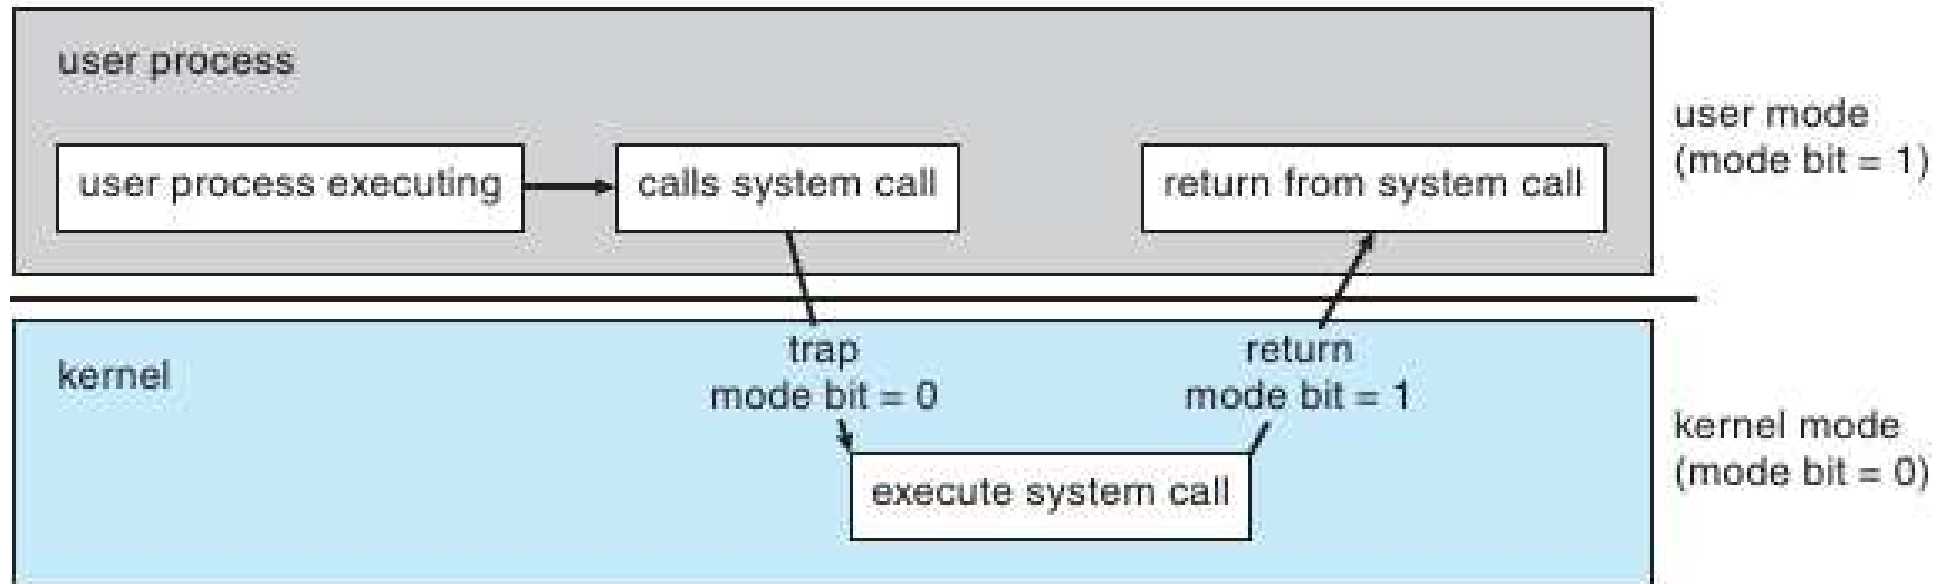 user process
user process executing
calls system call
return from system call
user mode
(mode bit = 1)
kernel
trap
mode bit = 0
return
mode bit = 1
execute system call
kernel mode
(mode bit = 0)